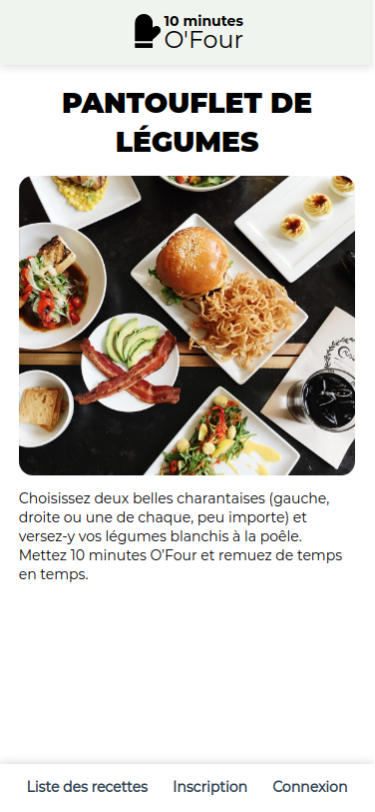 10 minutes
O'Four
PANTOUFLET DE
LÉGUMES
Choisissez deux belles charantaises (gauche,
droite ou une de chaque, peu importe) et
versez-y vos légumes blanchis à la poêle.
Mettez 10 minutes O'Four et remuez de temps
en temps.
Liste des recettes
Inscription
Connexion